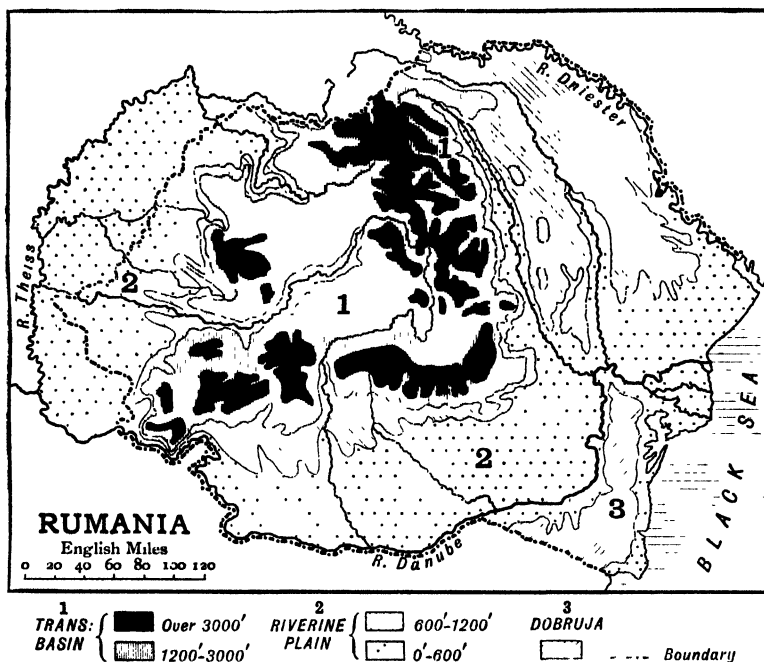 R. Dniester
1
R. Theiss
2
1
BLACK SEA
2
3
RUMANIA
English Miles
0 20 40 60 80 100 120
R. Danube
1 2 3
TRANS: BASIN { Over 3000' RIVERINE PLAIN { 600'-1200' DOBRUJA
1200'-3000' 0'-600' Boundary